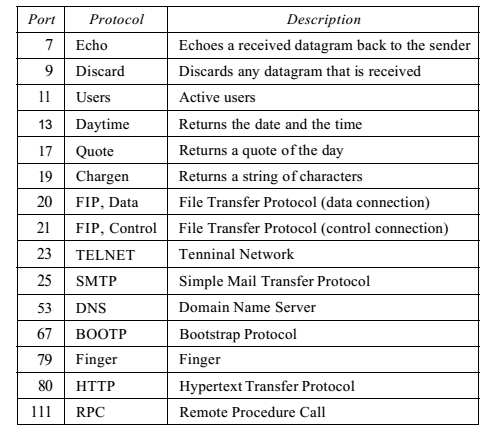 Port Protocol Description
7 Echo Echoes a received datagram back to the sender
9 Discard Discards any datagram that is received
11 Users Active users
13 Daytime Returns the date and the time
17 Quote Returns a quote of the day
19 Chargen Returns a string of characters
20 FIP, Data File Transfer Protocol (data connection)
21 FIP, Control File Transfer Protocol (control connection)
23 TELNET Tenninal Network
25 SMTP Simple Mail Transfer Protocol
53 DNS Domain Name Server
67 BOOTP Bootstrap Protocol
79 Finger Finger
80 HTTP Hypertext Transfer Protocol
111 RPC Remote Procedure Call